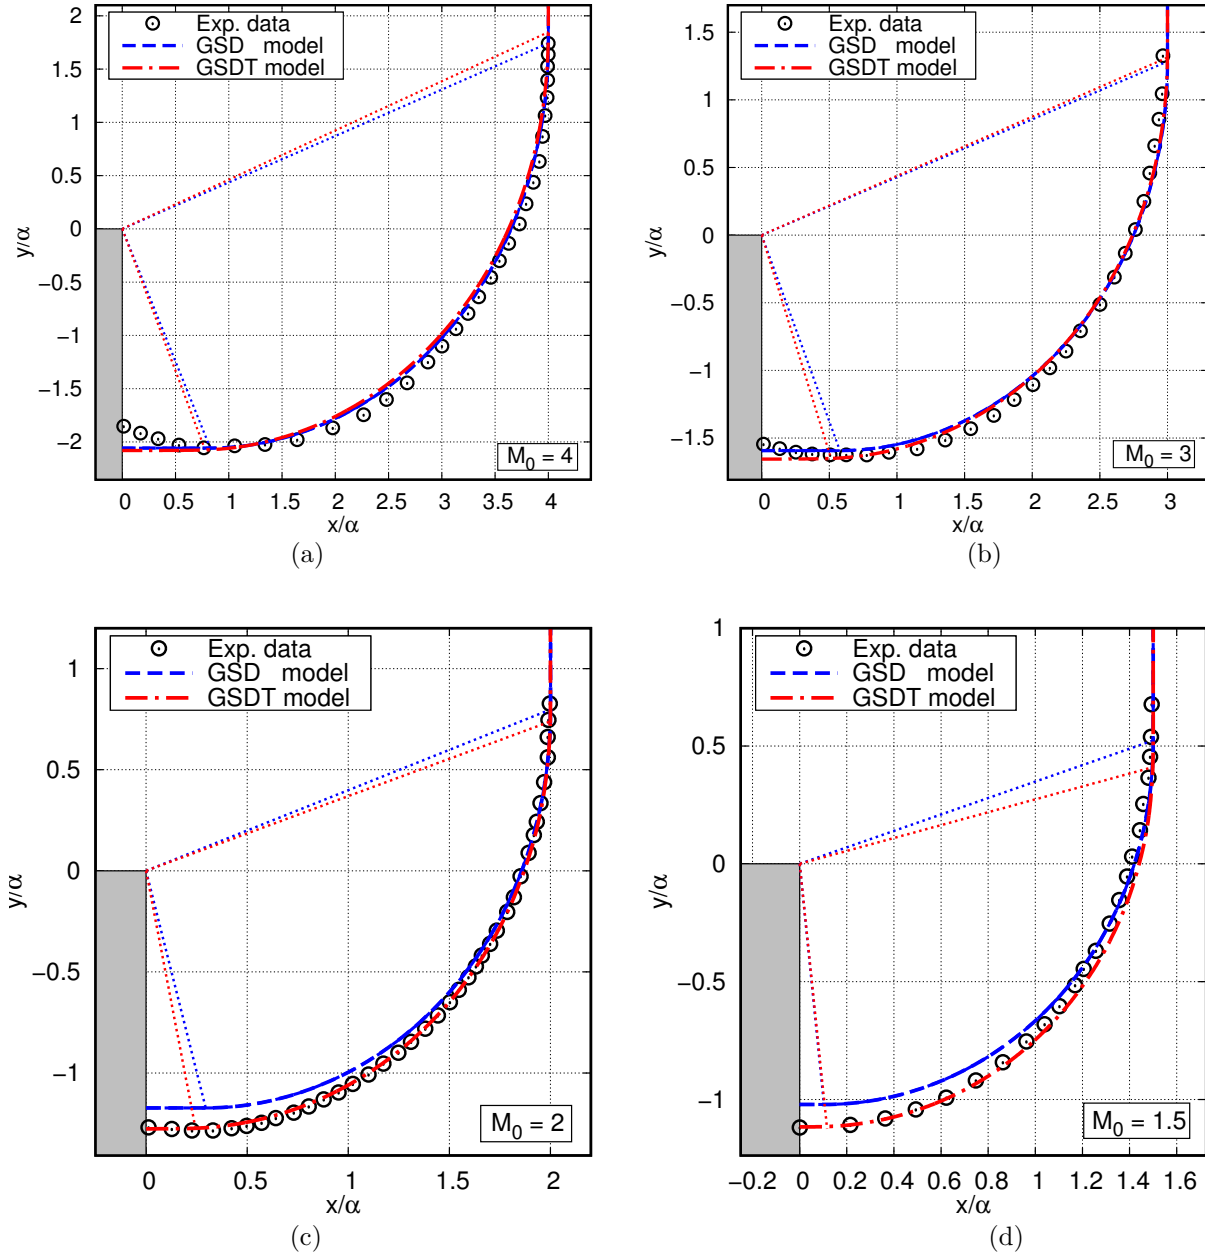 Exp. data
GSD model
GSDT model
2
1.5
1
0.5
0
−0.5
−1
−1.5
−2
y/α
0 0.5 1 1.5 2 2.5 3 3.5 4
x/α
M0 = 4
(a)
Exp. data
GSD model
GSDT model
1.5
1
0.5
0
−0.5
−1
−1.5
y/α
0 0.5 1 1.5 2 2.5 3
x/α
M0 = 3
(b)
Exp. data
GSD model
GSDT model
1
0.5
0
−0.5
−1
y/α
0 0.5 1 1.5 2
x/α
M0 = 2
(c)
Exp. data
GSD model
GSDT model
1
0.5
0
−0.5
−1
y/α
−0.2 0 0.2 0.4 0.6 0.8 1 1.2 1.4 1.6
x/α
M0 = 1.5
(d)